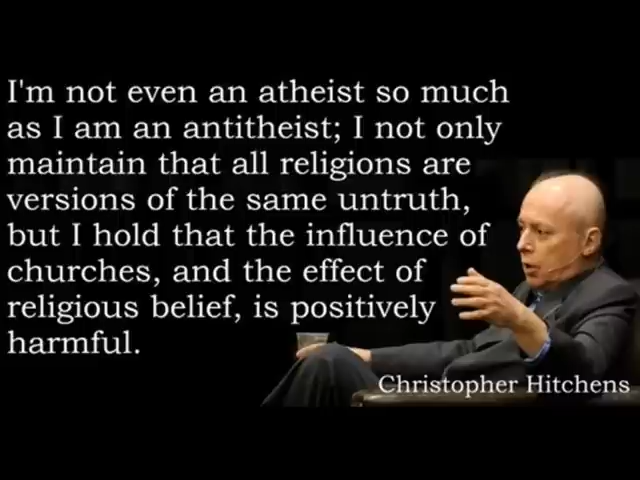 I'm not even an atheist so much
as I am an antitheist; I not only
maintain that all religions are
versions of the same untruth,
but I hold that the influence of
churches, and the effect of
religious belief, is positively
harmful.
Christopher Hitchens